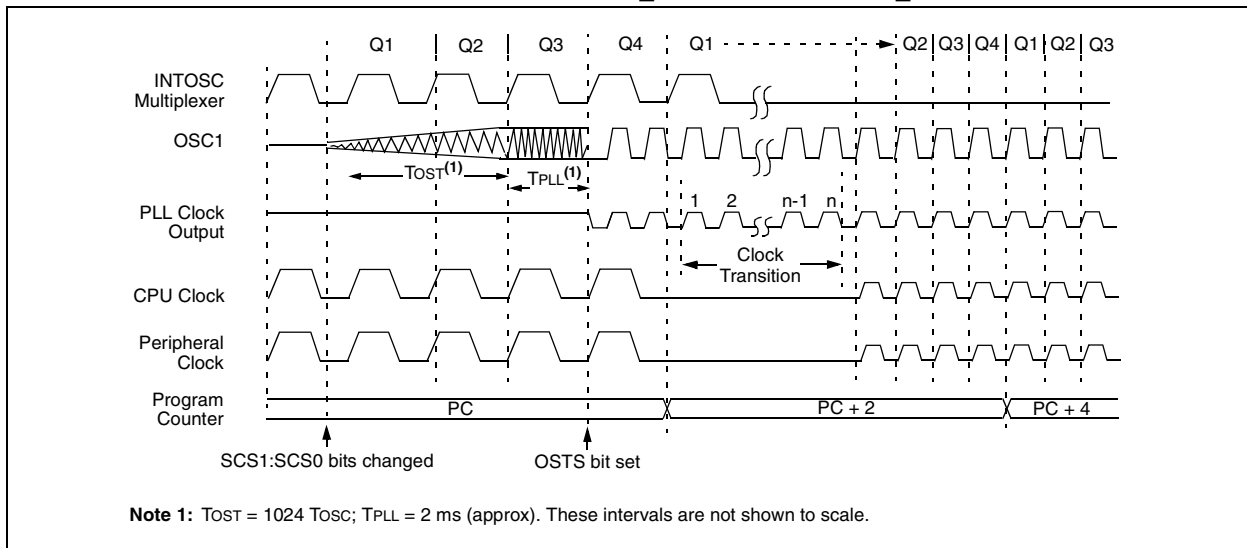 Q1 Q2 Q3 Q4 Q1 Q2 Q3 Q4 Q1 Q2 Q3
INTOSC
Multiplexer
OSC1
TOST(1)
TPLL(1)
PLL Clock
Output
1 2 n-1 n
Clock
Transition
CPU Clock
Peripheral
Clock
Program
Counter
PC PC + 2 PC + 4
SCS1:SCS0 bits changed OSTS bit set
Note 1: TOST = 1024 TOSC; TPLL = 2 ms (approx). These intervals are not shown to scale.